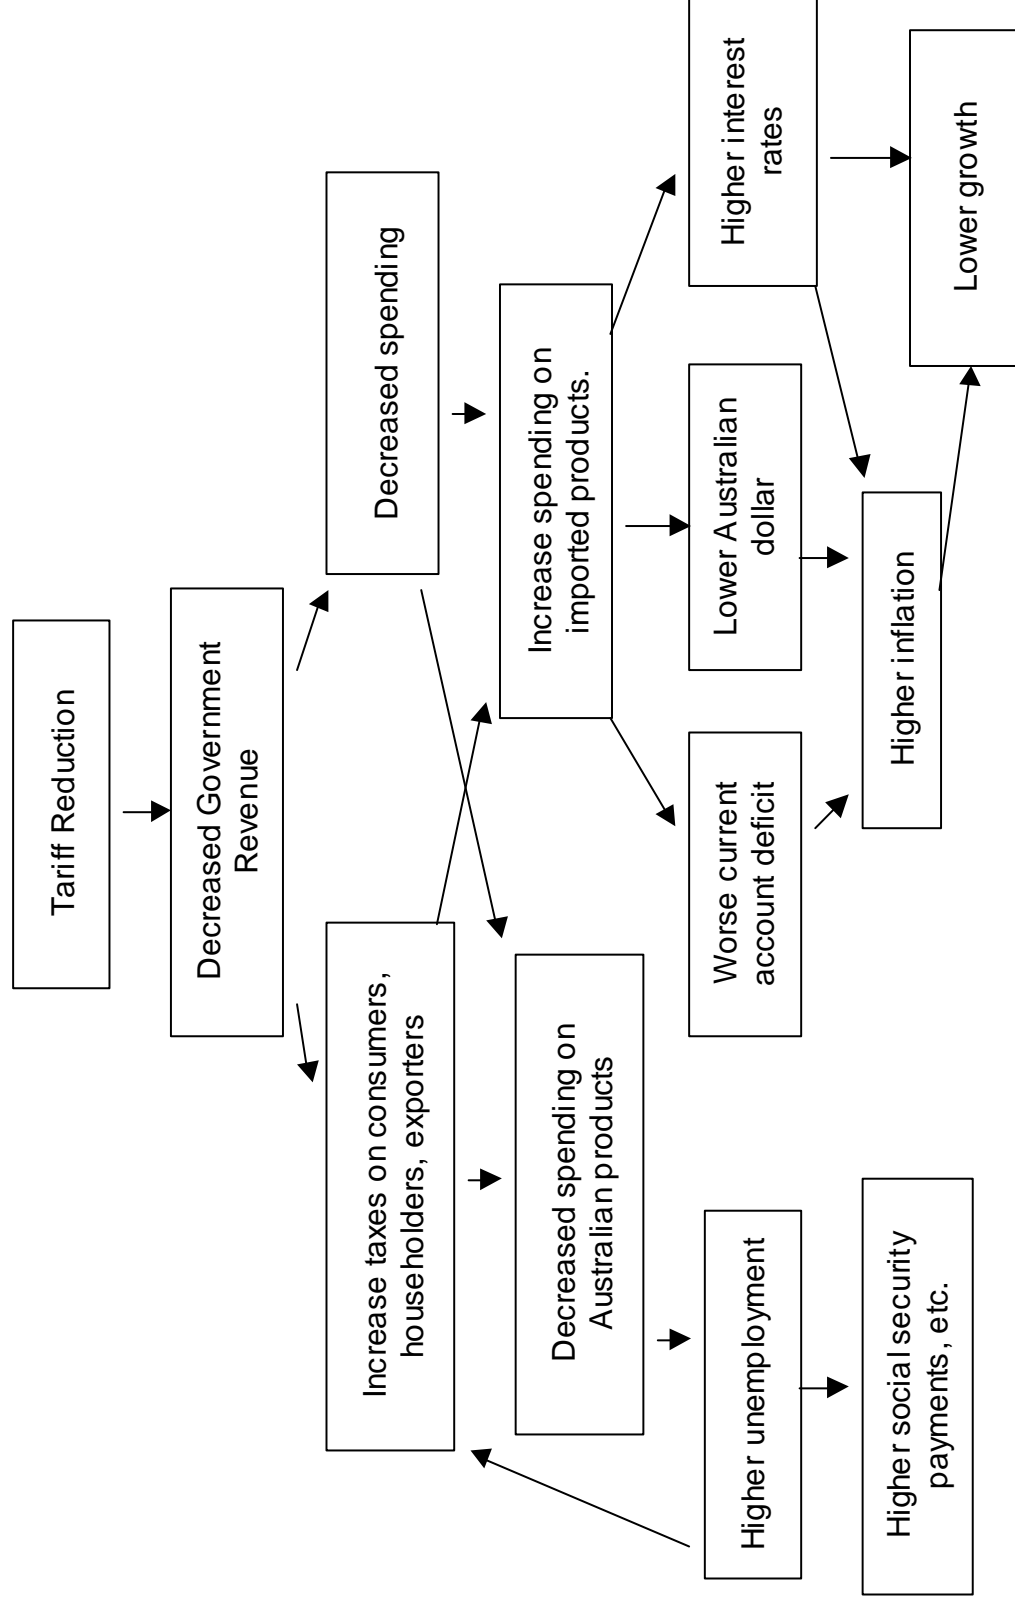 Tariff Reduction
Decreased Government
Revenue
Increase taxes on consumers,
householders, exporters
Decreased spending
Decreased spending on
Australian products
Increase spending on
imported products.
Higher unemployment
Worse current
account deficit
Lower Australian
dollar
Higher interest
rates
Higher social security
payments, etc.
Higher inflation
Lower growth